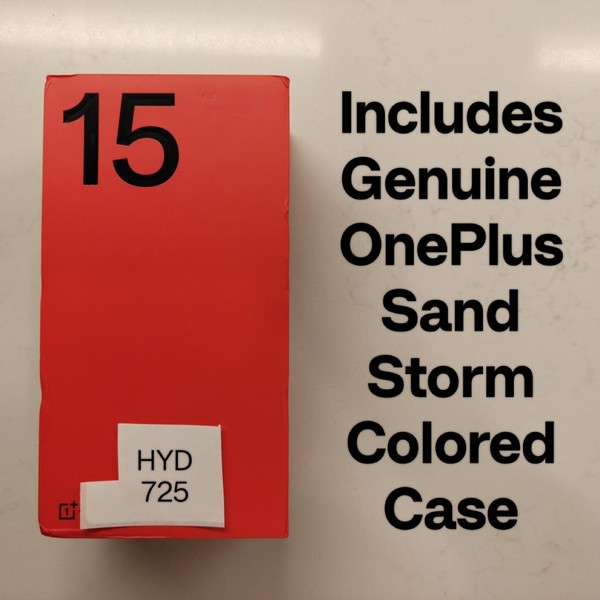 15
HYD
725
Includes
Genuine
OnePlus
Sand
Storm
Colored
Case